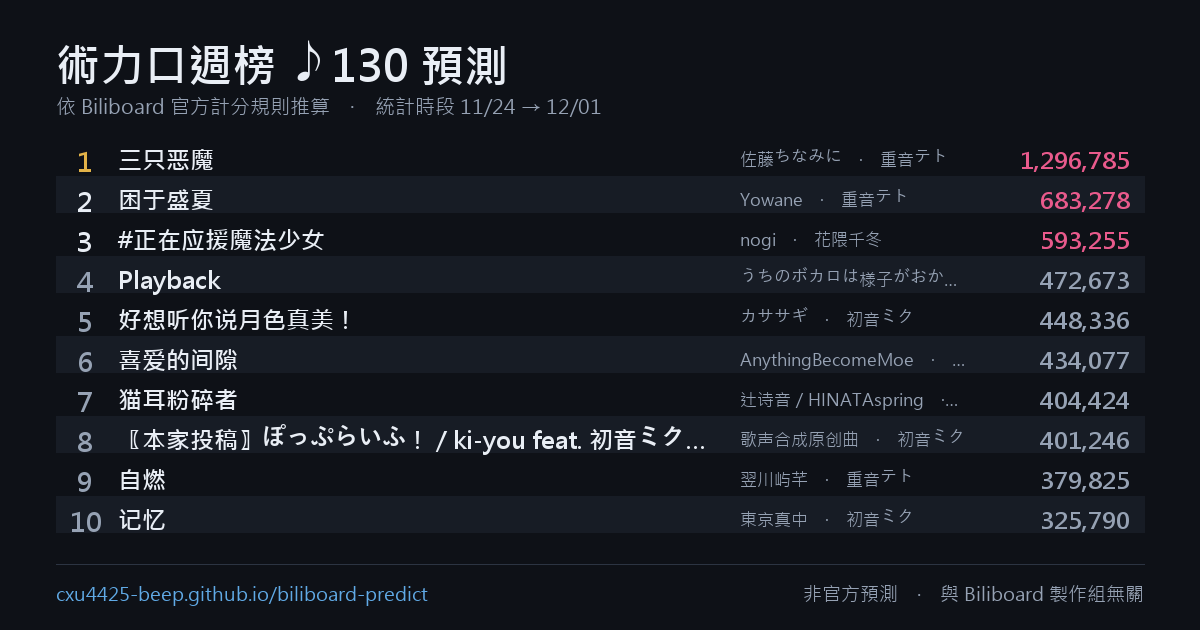 術力口週榜 ♪130 預測
依 Biliboard 官方計分規則推算 · 統計時段 11/24 → 12/01
1 三只恶魔 佐藤ちなみに · 重音テト 1,296,785
2 困于盛夏 Yowane · 重音テト 683,278
3 #正在应援魔法少女 nogi · 花隈千冬 593,255
4 Playback うちのボカロは様子がおか... 472,673
5 好想听你说月色真美！ カササギ · 初音ミク 448,336
6 喜爱的间隙 AnythingBecomeMoe · ... 434,077
7 猫耳粉碎者 辻诗音 / HINATAspring ·... 404,424
8 〖本家投稿〗ぽっぷらいふ！ / ki-you feat. 初音ミク... 歌声合成原创曲 · 初音ミク 401,246
9 自燃 翌川屿芊 · 重音テト 379,825
10 记忆 東京真中 · 初音ミク 325,790
cxu4425-beep.github.io/biliboard-predict 非官方預測 · 與 Biliboard 製作組無關